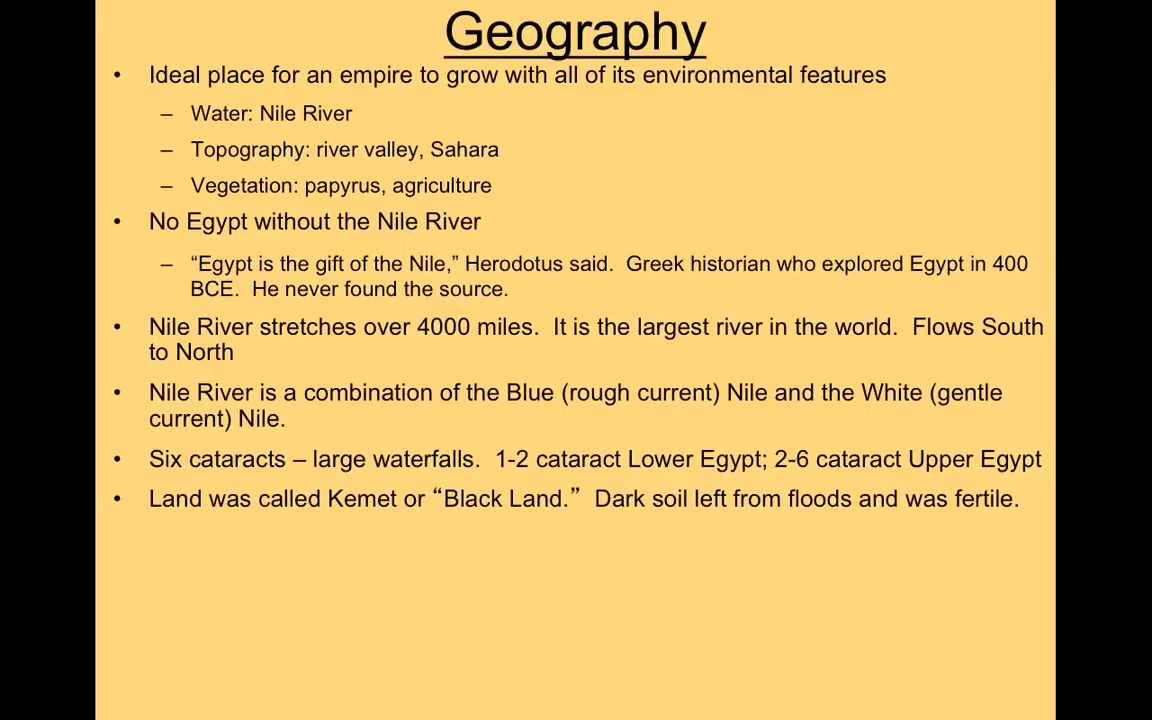 Geography
• Ideal place for an empire to grow with all of its environmental features
– Water: Nile River
– Topography: river valley, Sahara
– Vegetation: papyrus, agriculture
• No Egypt without the Nile River
– “Egypt is the gift of the Nile,” Herodotus said.  Greek historian who explored Egypt in 400
BCE.  He never found the source.
• Nile River stretches over 4000 miles.  It is the largest river in the world.  Flows South
to North
• Nile River is a combination of the Blue (rough current) Nile and the White (gentle
current) Nile.
• Six cataracts – large waterfalls.  1-2 cataract Lower Egypt; 2-6 cataract Upper Egypt
• Land was called Kemet or “Black Land.”  Dark soil left from floods and was fertile.